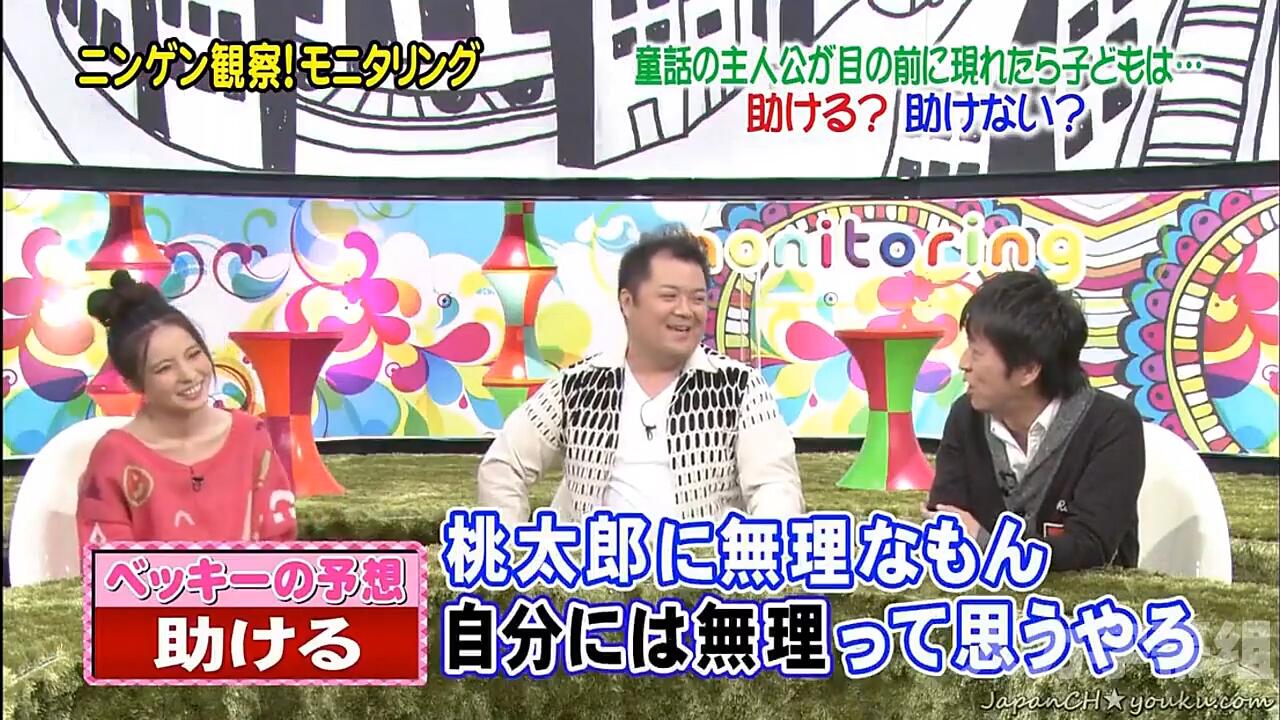 ニンゲン観察！モニタリング
童話の主人公が目の前に現れたら子どもは…
助ける？ 助けない？
monitoring
桃太郎に無理なもん
自分には無理って思うやろ
ベッキーの予想
助ける
JapanCH★youku.com